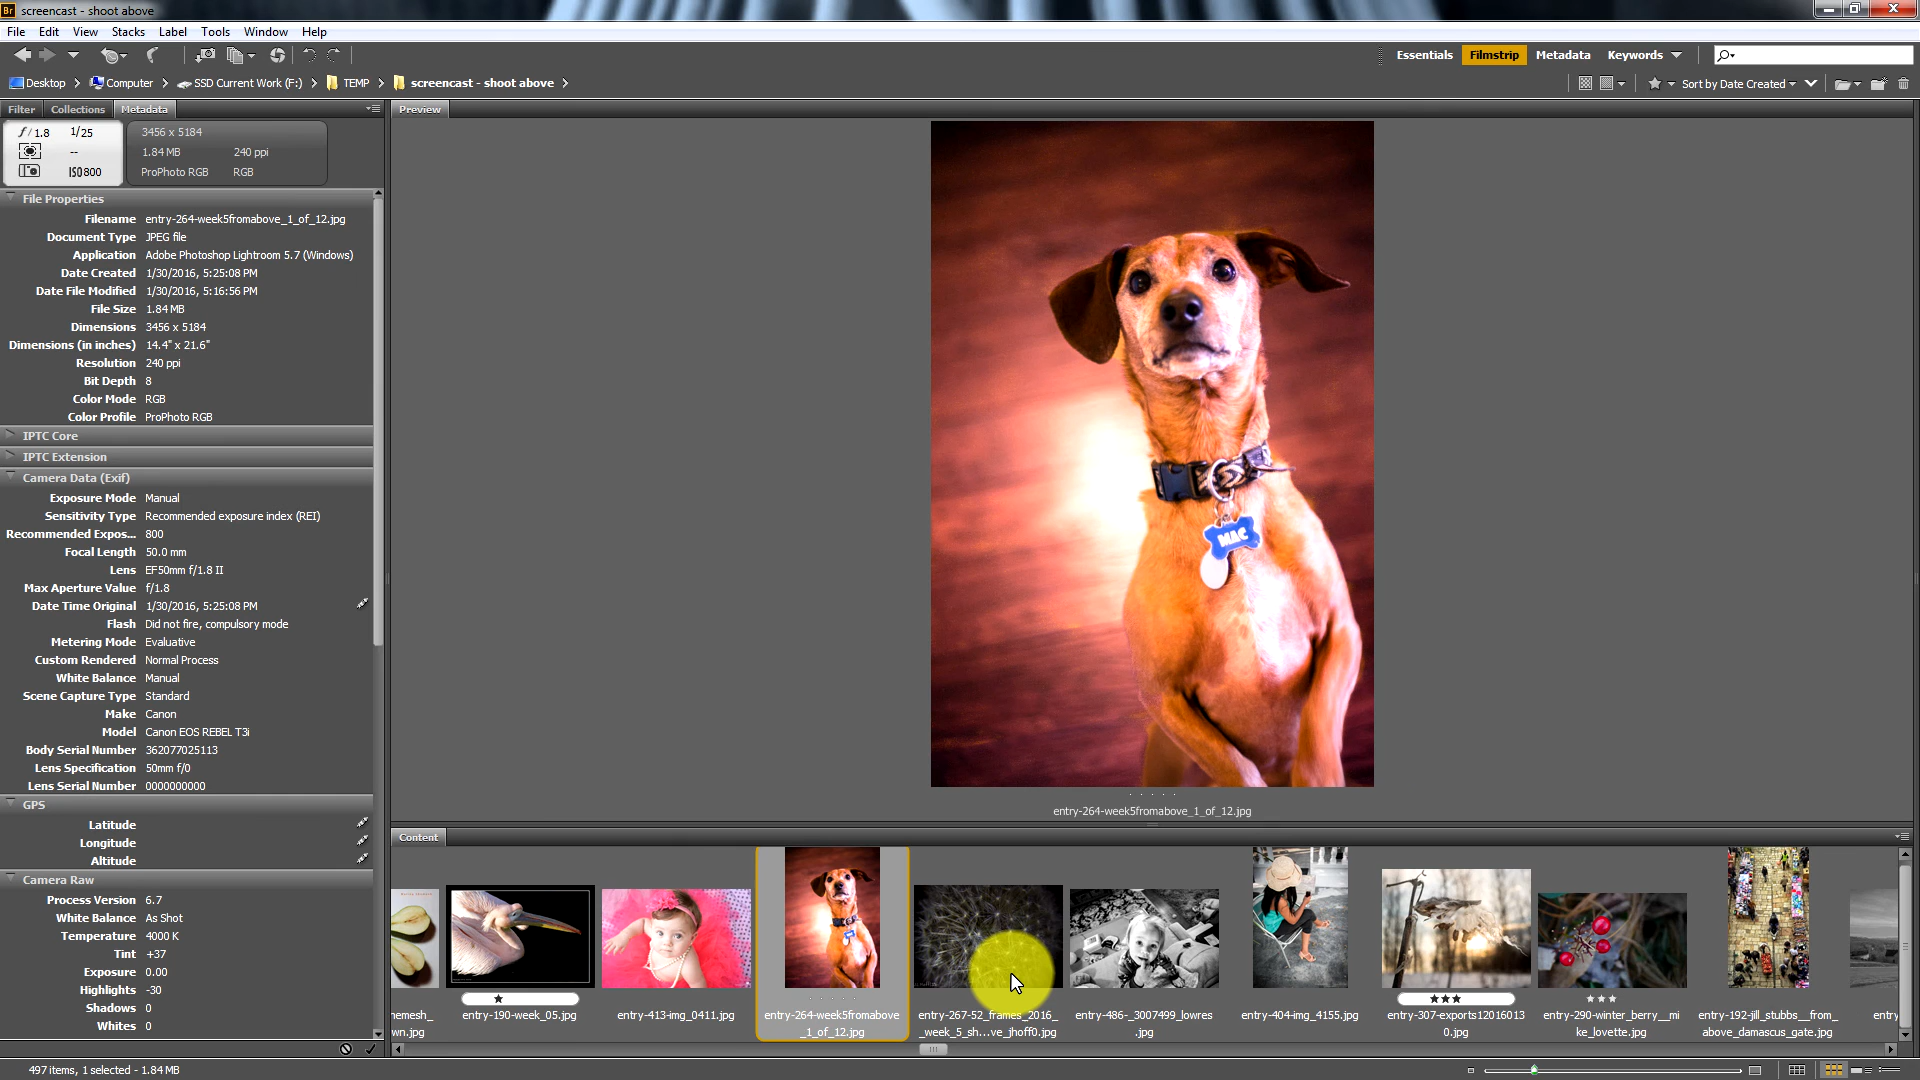 Br screencast - shoot above
File Edit View Stacks Label Tools Window Help
Essentials Filmstrip Metadata Keywords
Desktop Computer SSD Current Work (F:) TEMP screencast - shoot above
Sort by Date Created
Filter Collections Metadata
Preview
f/1.8 1/25
--
ISO800
3456 x 5184
1.84 MB 240 ppi
ProPhoto RGB RGB
File Properties
Filename entry-264-week5fromabove_1_of_12.jpg
Document Type JPEG file
Application Adobe Photoshop Lightroom 5.7 (Windows)
Date Created 1/30/2016, 5:25:08 PM
Date File Modified 1/30/2016, 5:16:56 PM
File Size 1.84 MB
Dimensions 3456 x 5184
Dimensions (in inches) 14.4" x 21.6"
Resolution 240 ppi
Bit Depth 8
Color Mode RGB
Color Profile ProPhoto RGB
IPTC Core
IPTC Extension
Camera Data (Exif)
Exposure Mode Manual
Sensitivity Type Recommended exposure index (REI)
Recommended Expos... 800
Focal Length 50.0 mm
Lens EF50mm f/1.8 II
Max Aperture Value f/1.8
Date Time Original 1/30/2016, 5:25:08 PM
Flash Did not fire, compulsory mode
Metering Mode Evaluative
Custom Rendered Normal Process
White Balance Manual
Scene Capture Type Standard
Make Canon
Model Canon EOS REBEL T3i
Body Serial Number 362077025113
Lens Specification 50mm f/0
Lens Serial Number 0000000000
GPS
Latitude
Longitude
Altitude
Camera Raw
Process Version 6.7
White Balance As Shot
Temperature 4000 K
Tint +37
Exposure 0.00
Highlights -30
Shadows 0
Whites 0
MAC
entry-264-week5fromabove_1_of_12.jpg
Content
nemesh_
wn.jpg
entry-190-week_05.jpg
entry-413-img_0411.jpg
entry-264-week5fromabove
_1_of_12.jpg
entry-267-52_frames_2016_
_week_5_sh...ve_jhoff0.jpg
entry-486-_3007499_lowres
.jpg
entry-404-img_4155.jpg
entry-307-exports12016013
0.jpg
entry-290-winter_berry__mi
ke_lovette.jpg
entry-192-jill_stubbs__from_
above_damascus_gate.jpg
entry
497 items, 1 selected - 1.84 MB